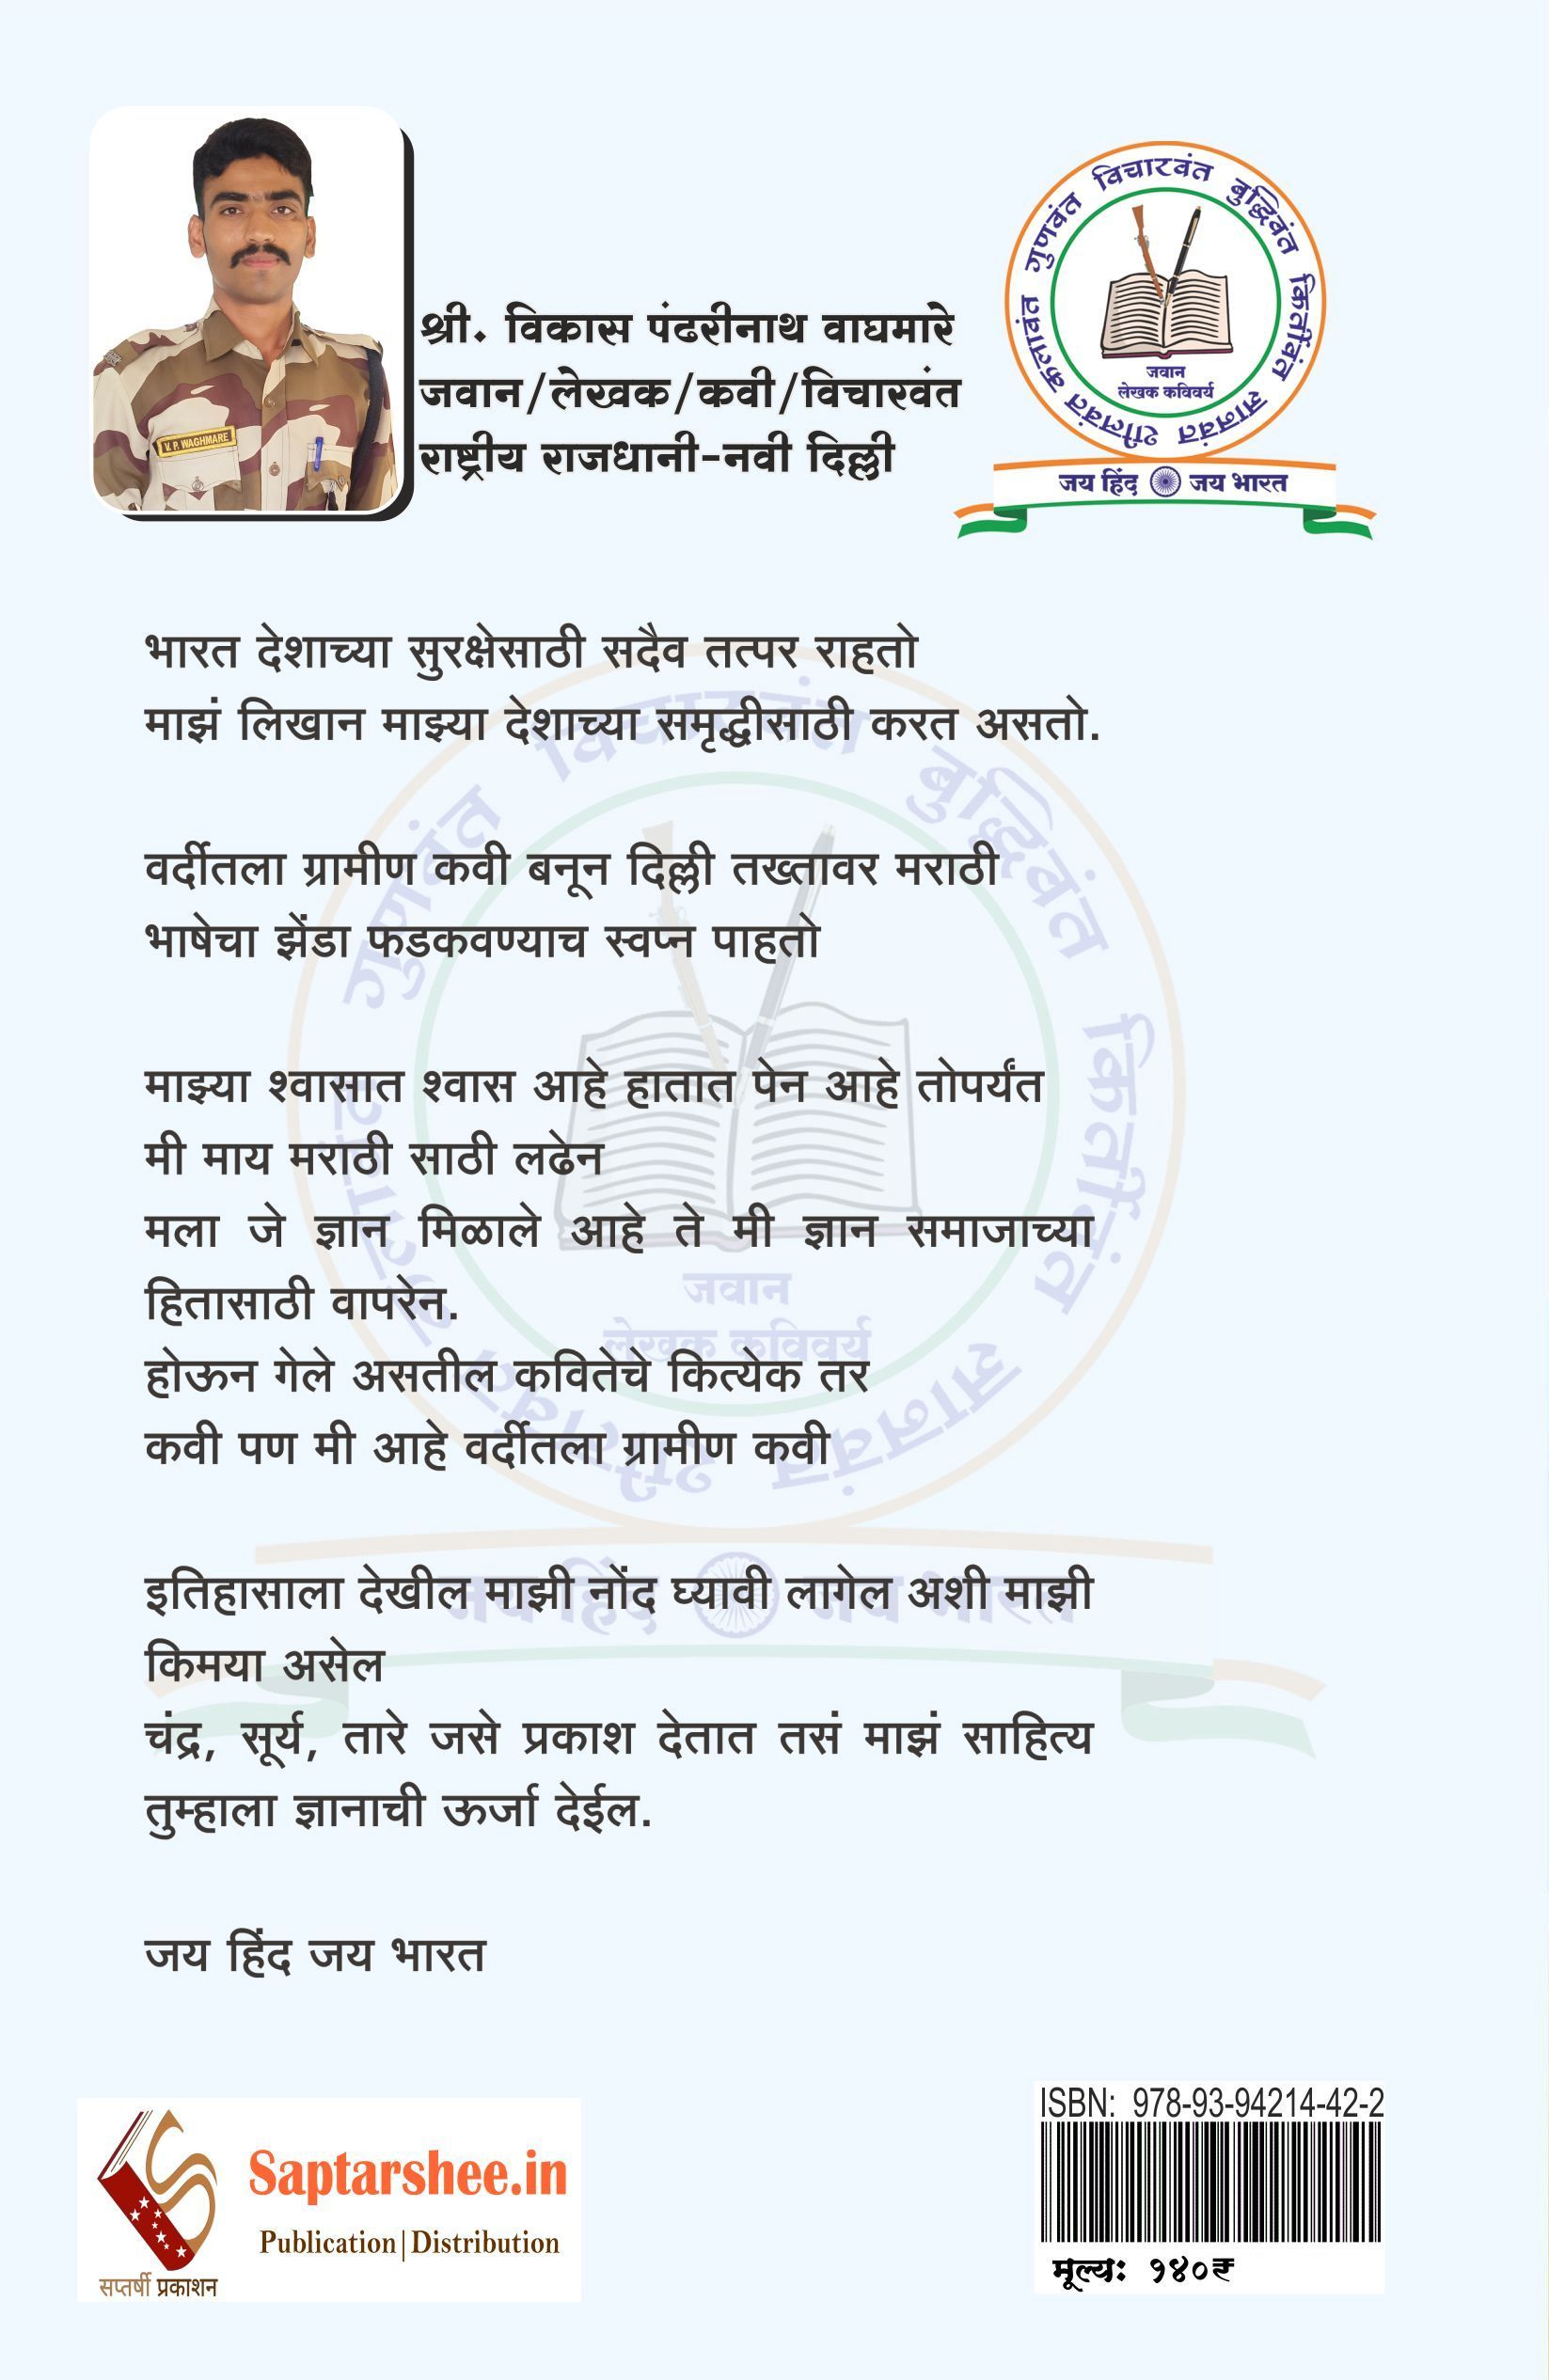 V. P. WAGHMARE
श्री. विकास पंढरीनाथ वाघमारे
जवान/लेखक/कवी/विचारवंत
राष्ट्रीय राजधानी-नवी दिल्ली
कलावंत गुणवंत विचारवंत बुद्धिवंत किर्तीवंत ज्ञानवंत शीलवंत
जवान
लेखक कविवर्य
जय हिंद जय भारत
भारत देशाच्या सुरक्षेसाठी सदैव तत्पर राहतो
माझं लिखान माझ्या देशाच्या समृद्धीसाठी करत असतो.
वर्दीतला ग्रामीण कवी बनून दिल्ली तख्तावर मराठी
भाषेचा झेंडा फडकवण्याच स्वप्न पाहतो
माझ्या श्वासात श्वास आहे हातात पेन आहे तोपर्यंत
मी माय मराठी साठी लढेन
मला जे ज्ञान मिळाले आहे ते मी ज्ञान समाजाच्या
हितासाठी वापरेन.
होऊन गेले असतील कवितेचे कित्येक तर
कवी पण मी आहे वर्दीतला ग्रामीण कवी
इतिहासाला देखील माझी नोंद घ्यावी लागेल अशी माझी
किमया असेल
चंद्र, सूर्य, तारे जसे प्रकाश देतात तसं माझं साहित्य
तुम्हाला ज्ञानाची ऊर्जा देईल.
जय हिंद जय भारत
Saptarshee.in
Publication|Distribution
सप्तर्षी प्रकाशन
ISBN: 978-93-94214-42-2
मूल्य: १४०₹